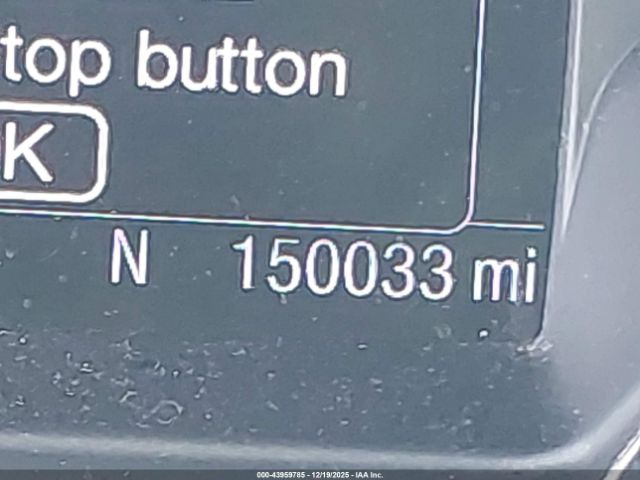 top button
K
N 150033 mi
000-43959785 - 12/19/2025 - IAA Inc.